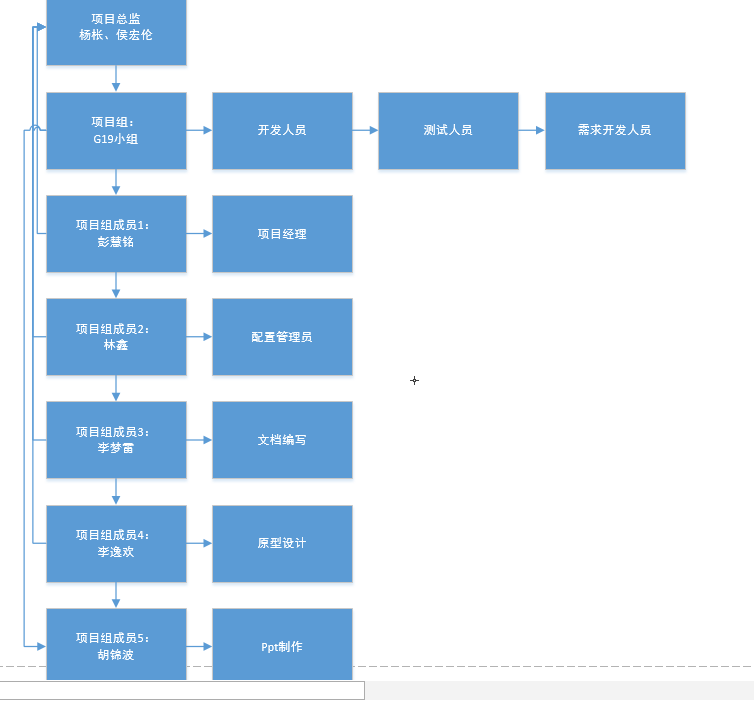 项目总监
杨枨、侯宏伦
项目组：
G19小组
开发人员
测试人员
需求开发人员
项目组成员1：
彭慧铭
项目经理
项目组成员2：
林鑫
配置管理员
项目组成员3：
李梦雷
文档编写
项目组成员4：
李逸欢
原型设计
项目组成员5：
胡锦波
Ppt制作